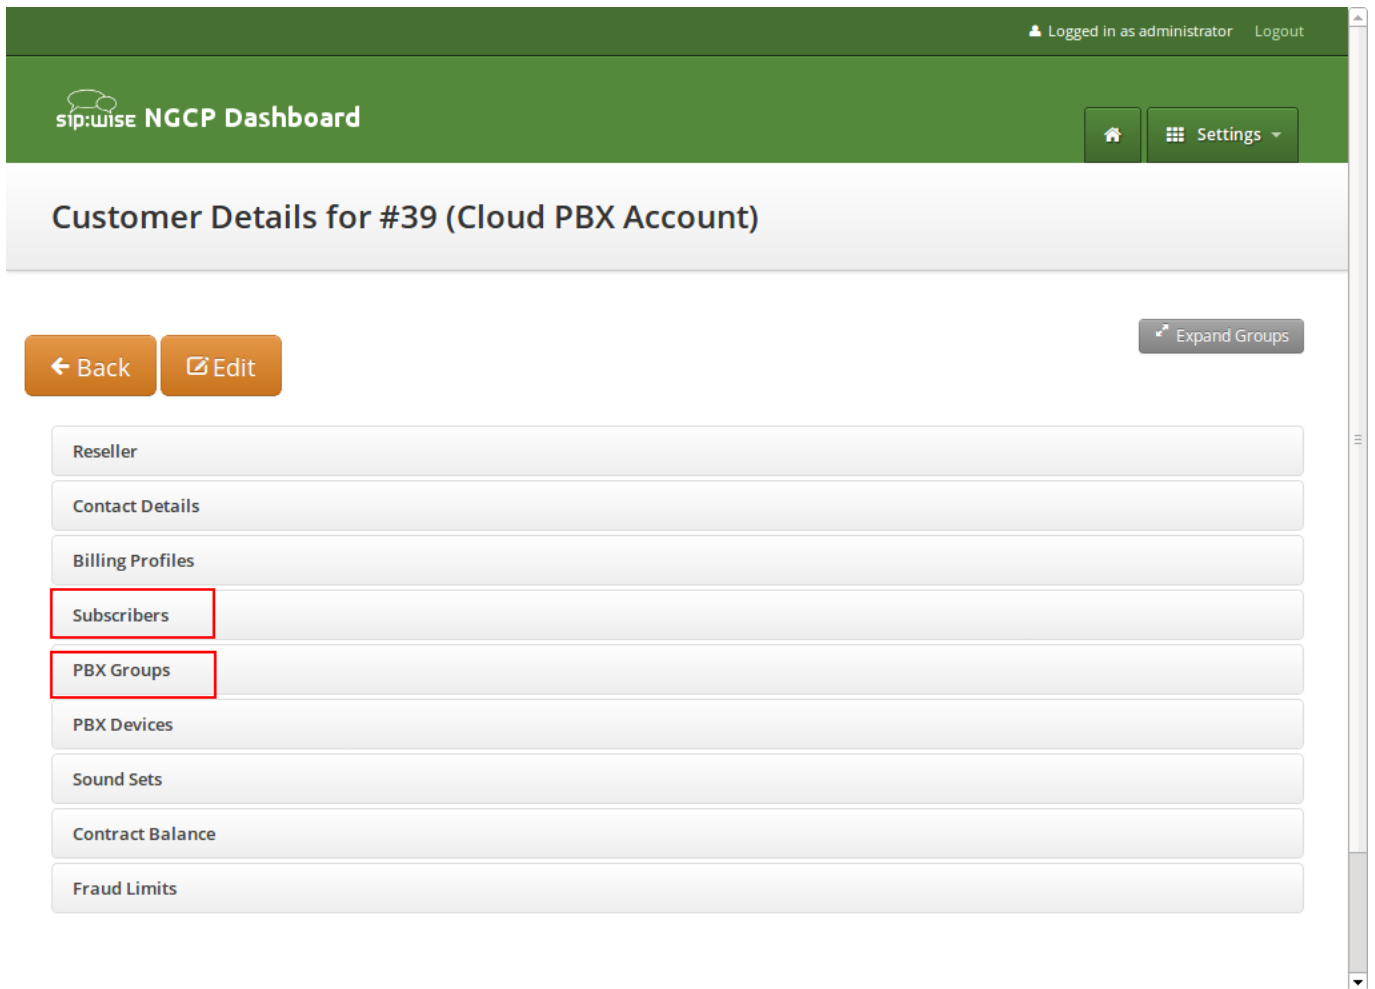 Logged in as administrator Logout
sip:wise NGCP Dashboard
Settings
Customer Details for #39 (Cloud PBX Account)
Expand Groups
Back Edit
Reseller
Contact Details
Billing Profiles
Subscribers
PBX Groups
PBX Devices
Sound Sets
Contract Balance
Fraud Limits